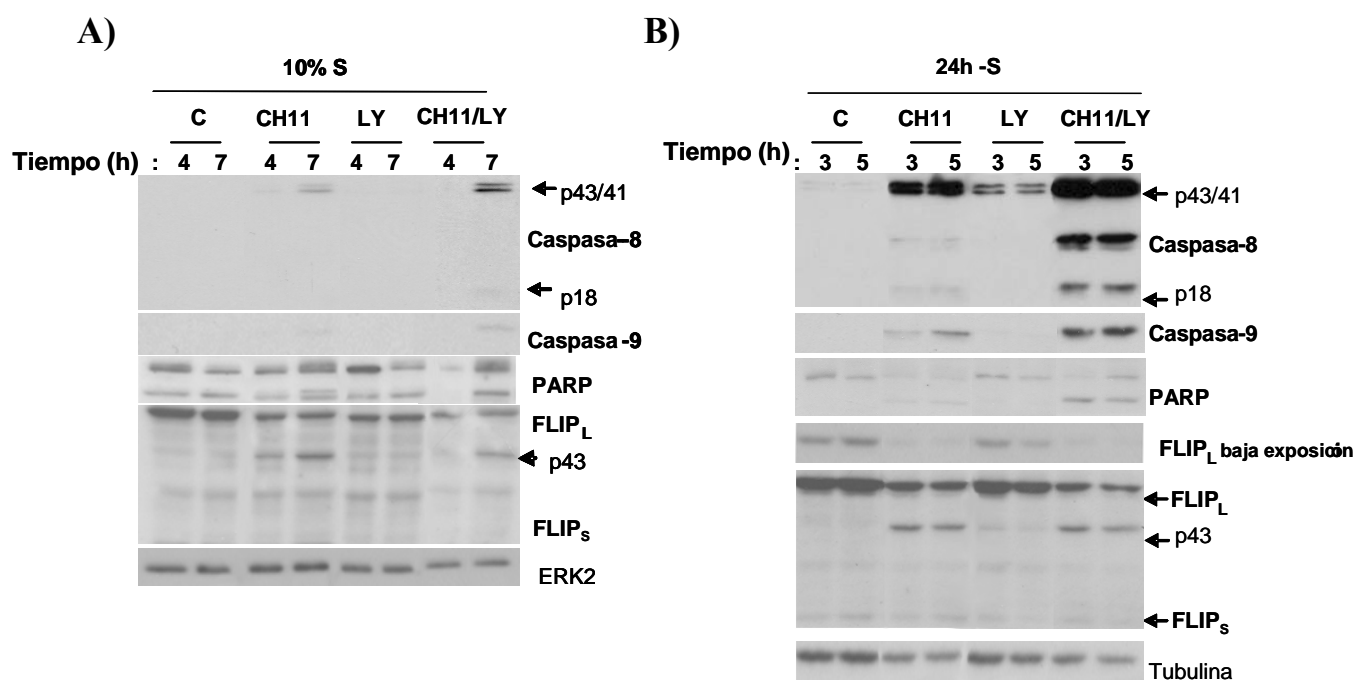 A)
10% S
C CH11 LY CH11/LY
Tiempo (h) : 4 7 4 7 4 7 4 7
p43/41
Caspasa-8
p18
Caspasa-9
PARP
FLIPL
p43
FLIPS
ERK2
B)
24h -S
C CH11 LY CH11/LY
Tiempo (h) : 3 5 3 5 3 5 3 5
p43/41
Caspasa-8
p18
Caspasa-9
PARP
FLIPL baja exposición
FLIPL
p43
FLIPS
Tubulina